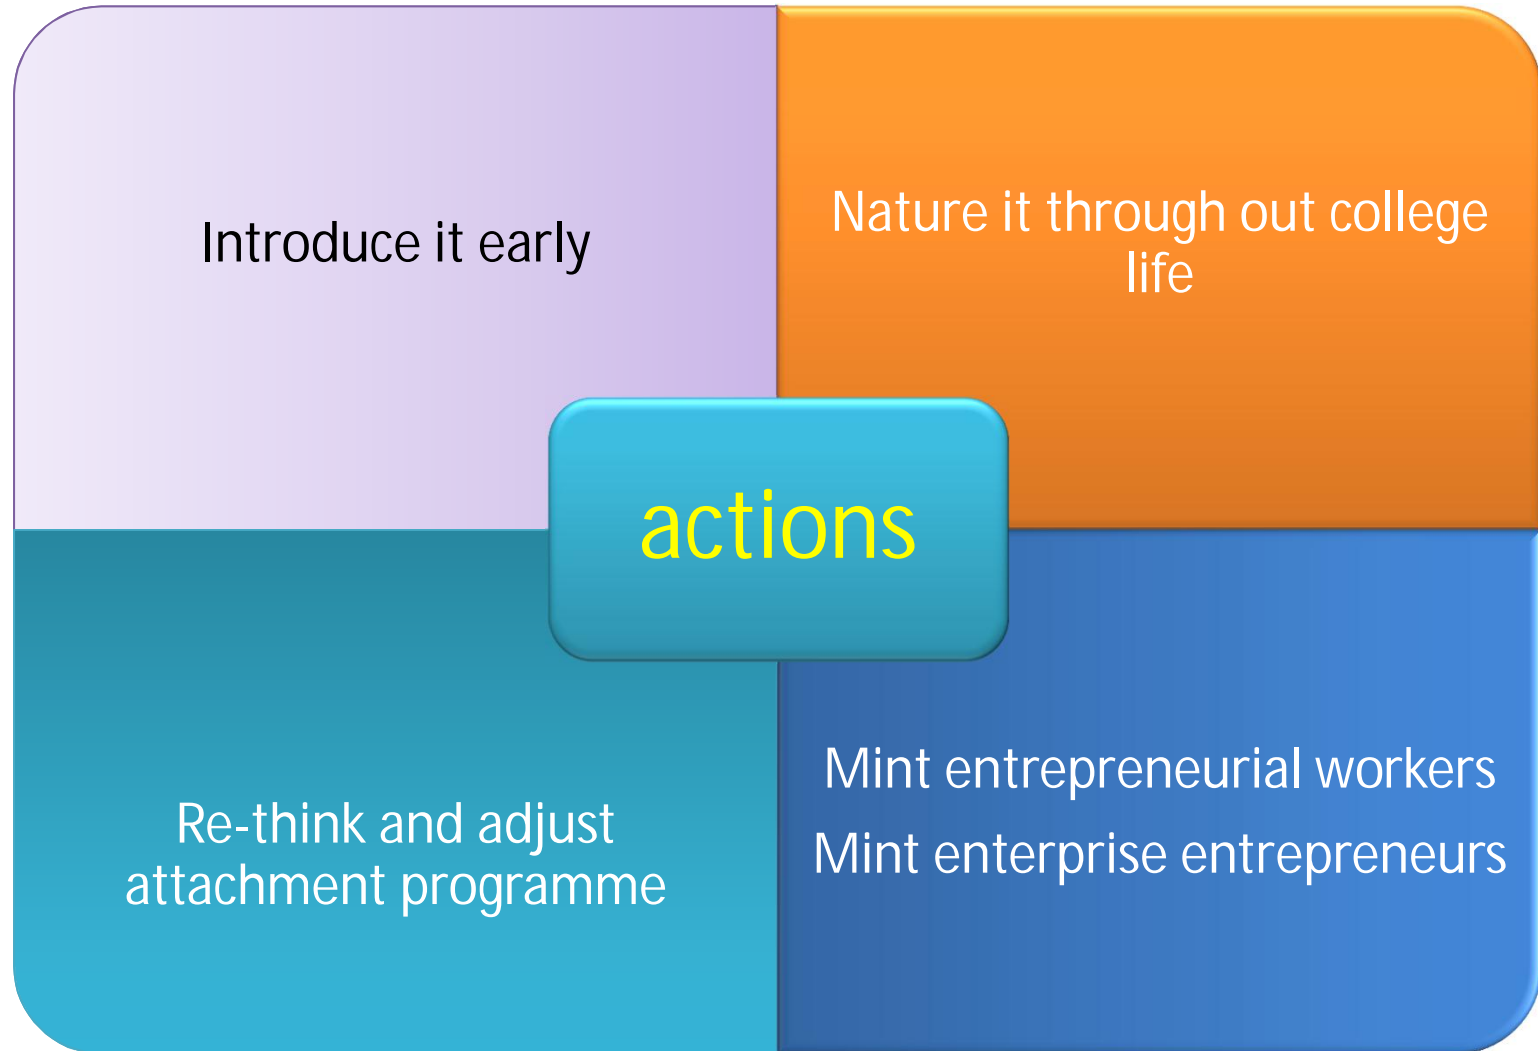 Introduce it early
Nature it through out college
life
actions
Re-think and adjust
attachment programme
Mint entrepreneurial workers
Mint enterprise entrepreneurs